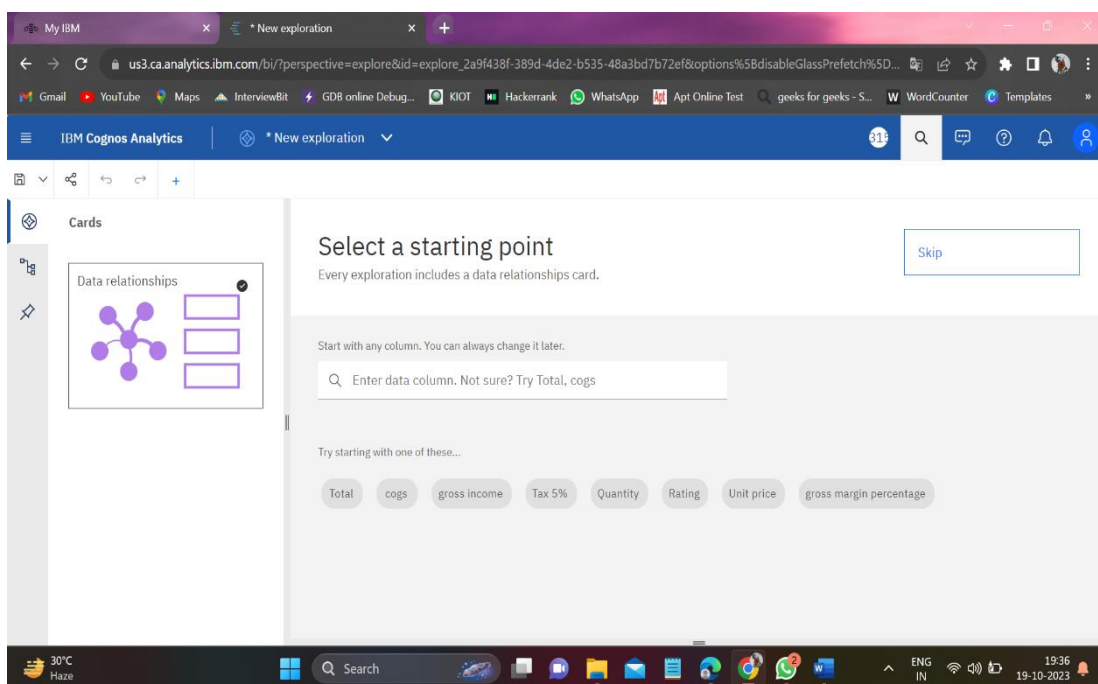 My IBM
* New exploration
us3.ca.analytics.ibm.com/bi/?perspective=explore&id=explore_2a9f438f-389d-4de2-b535-48a3bd7b72ef&options%5BdisableGlassPrefetch%5D...
Gmail YouTube Maps InterviewBit GDB online Debug... KIOT Hackerrank WhatsApp Apt Online Test geeks for geeks - S... WordCounter Templates »
IBM Cognos Analytics * New exploration
Cards
Data relationships
Select a starting point
Every exploration includes a data relationships card.
Skip
Start with any column. You can always change it later.
Enter data column. Not sure? Try Total, cogs
Try starting with one of these...
Total cogs gross income Tax 5% Quantity Rating Unit price gross margin percentage
30°C
Haze
Search
ENG
IN
19:36
19-10-2023